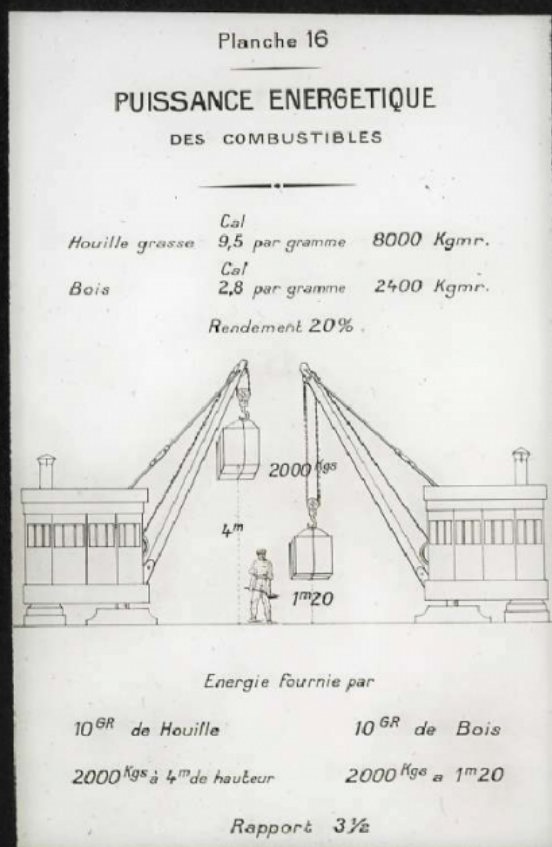 Planche 16
PUISSANCE ENERGETIQUE
DES COMBUSTIBLES
Cal
Houille grasse 9,5 par gramme 8000 Kgmr.
Cal
Bois 2,8 par gramme 2400 Kgmr.
Rendement 20%.
2000 Kgs
4m
1m20
Energie fournie par
10GR de Houille 10GR de Bois
2000Kgs à 4m de hauteur 2000Kgs a 1m20
Rapport 3½